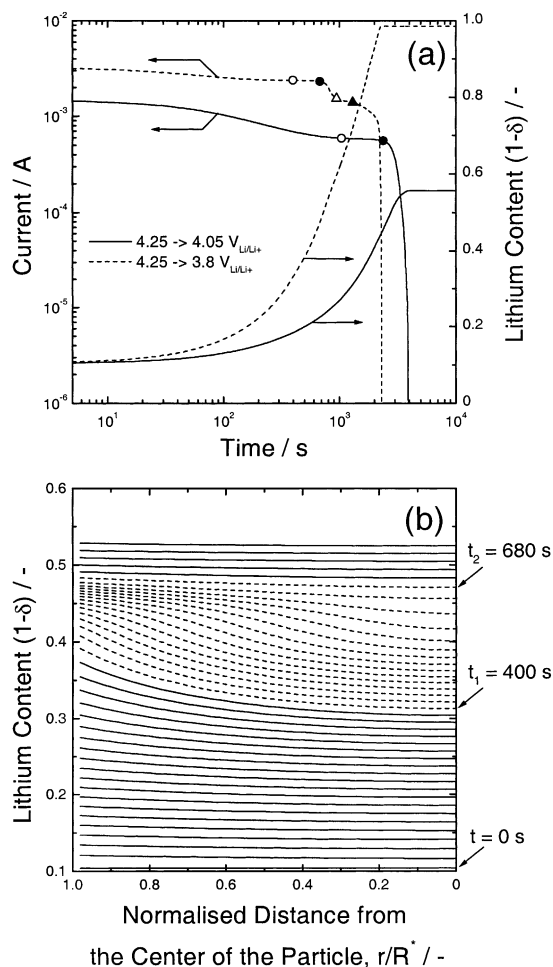 (a)
10^-2
10^-3
10^-4
10^-5
10^-6
Current / A
1.0
0.8
0.6
0.4
0.2
0
Lithium Content (1-δ) / -
4.25 -> 4.05 V_Li/Li+
4.25 -> 3.8 V_Li/Li+
10^1 10^2 10^3 10^4
Time / s
(b)
0.6
0.5
0.4
0.3
0.2
0.1
Lithium Content (1-δ) / -
t_2 = 680 s
t_1 = 400 s
t = 0 s
1.0 0.8 0.6 0.4 0.2 0
Normalised Distance from
the Center of the Particle, r/R^* / -